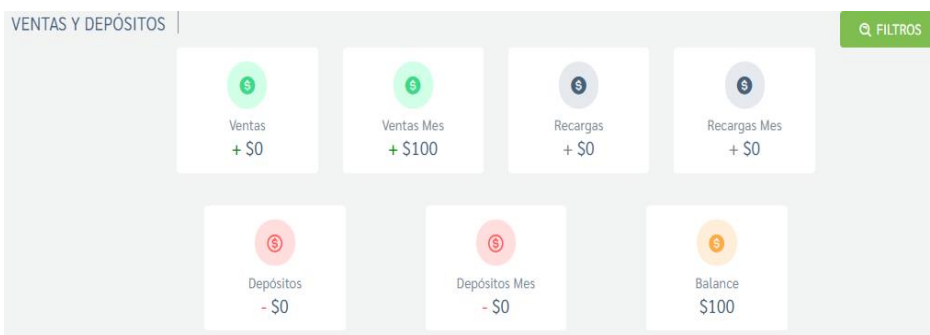 VENTAS Y DEPÓSITOS
FILTROS
Ventas
+ $0
Ventas Mes
+ $100
Recargas
+ $0
Recargas Mes
+ $0
Depósitos
- $0
Depósitos Mes
- $0
Balance
$100